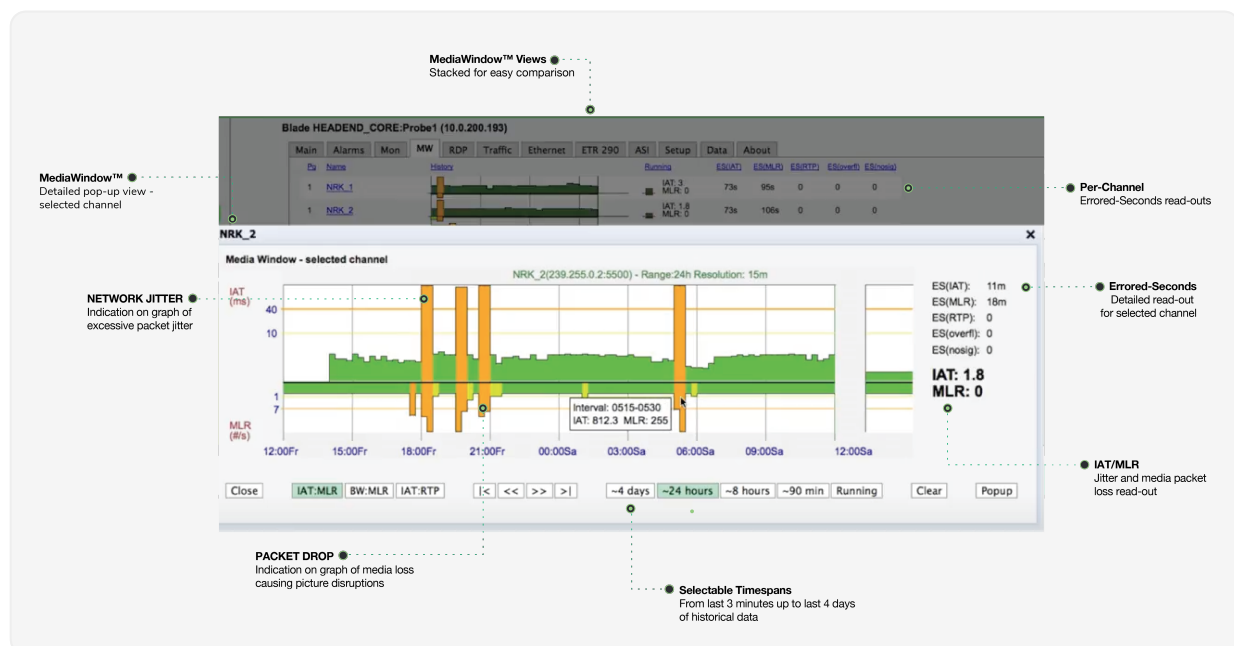 MediaWindow™ Views
Stacked for easy comparison
Blade HEADEND_CORE:Probe1 (10.0.200.193)
Main Alarms Mon MW RDP Traffic Ethernet ETR 290 ASI Setup Data About
Pg Name History Running ES(IAT) ES(MLR) ES(RTP) ES(overfl) ES(nosig)
1 NRK_1 IAT: 3 MLR: 0 73s 95s 0 0 0
1 NRK_2 IAT: 1.8 MLR: 0 73s 106s 0 0 0
MediaWindow™
Detailed pop-up view -
selected channel
Per-Channel
Errored-Seconds read-outs
NRK_2
Media Window - selected channel
NRK_2(239.255.0.2:5500) - Range:24h Resolution: 15m
IAT
(ms)
40
10
1
7
MLR
(#/s)
12:00Fr 15:00Fr 18:00Fr 21:00Fr 00:00Sa 03:00Sa 06:00Sa 09:00Sa 12:00Sa
Interval: 0515-0530
IAT: 812.3 MLR: 255
ES(IAT): 11m
ES(MLR): 18m
ES(RTP): 0
ES(overfl): 0
ES(nosig): 0
IAT: 1.8
MLR: 0
NETWORK JITTER
Indication on graph of
excessive packet jitter
Errored-Seconds
Detailed read-out
for selected channel
Close IAT:MLR BW:MLR IAT:RTP |< << >> >| ~4 days ~24 hours ~8 hours ~90 min Running Clear Popup
IAT/MLR
Jitter and media packet
loss read-out
PACKET DROP
Indication on graph of media loss
causing picture disruptions
Selectable Timespans
From last 3 minutes up to last 4 days
of historical data